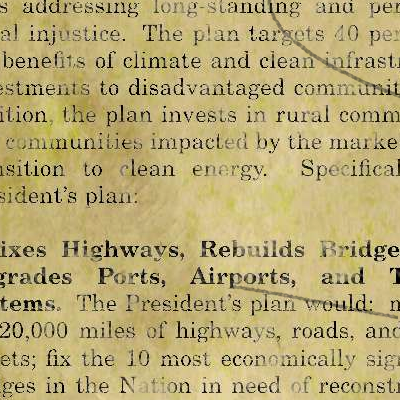 s addressing long-standing and per
al injustice. The plan targets 40 per
benefits of climate and clean infrast
estments to disadvantaged communit
ition, the plan invests in rural comm
communities impacted by the marke
nsition to clean energy. Specifical
sident's plan:
ixes Highways, Rebuilds Bridge
grades Ports, Airports, and T
tems. The President's plan would: m
20,000 miles of highways, roads, and
ets; fix the 10 most economically sig
ges in the Nation in need of reconst